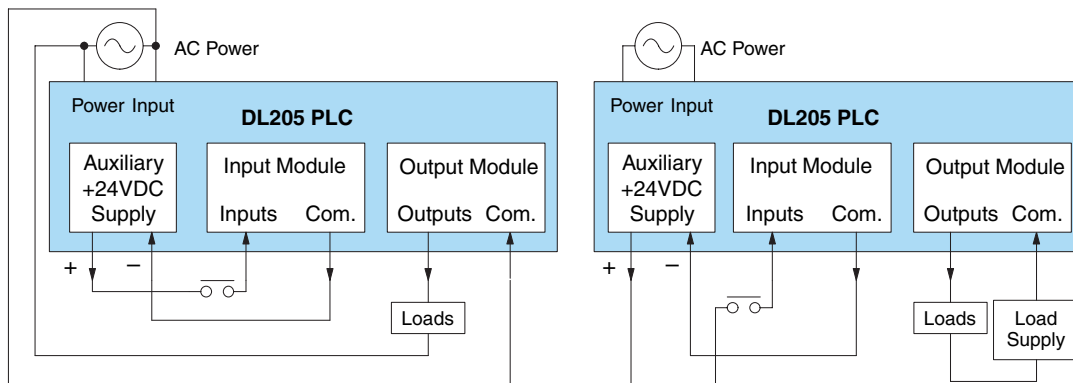 AC Power
Power Input
DL205 PLC
Auxiliary
+24VDC
Supply
Input Module
Inputs Com.
Output Module
Outputs Com.
+ –
Loads
AC Power
Power Input
DL205 PLC
Auxiliary
+24VDC
Supply
Input Module
Inputs Com.
Output Module
Outputs Com.
+ –
Loads
Load
Supply